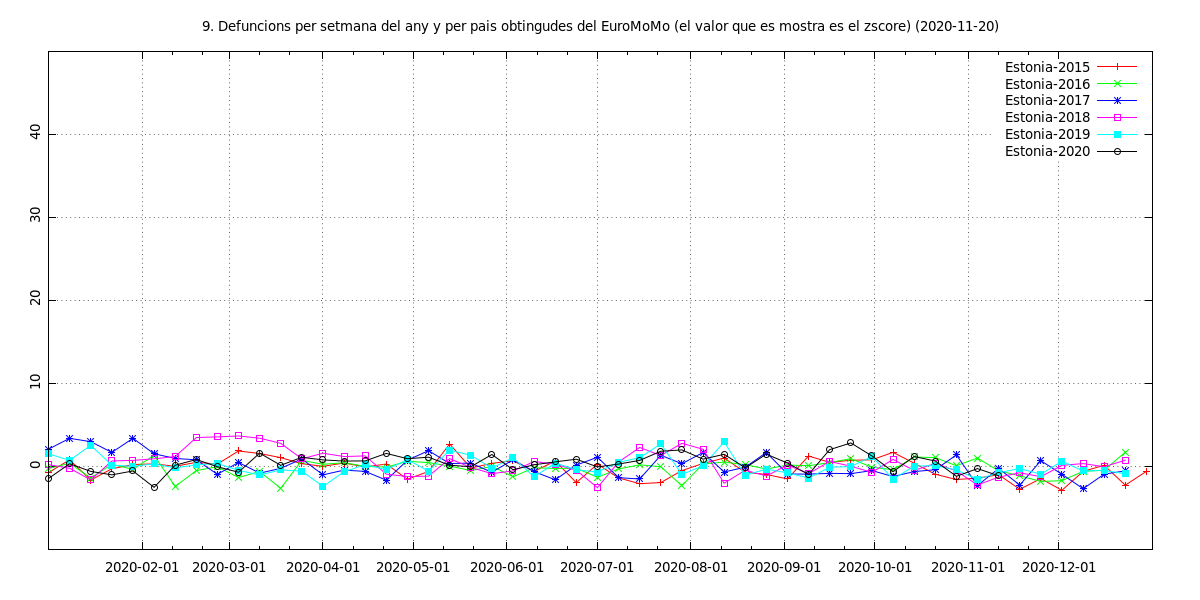 9. Defuncions per setmana del any y per pais obtingudes del EuroMoMo (el valor que es mostra es el zscore) (2020-11-20)
Estonia-2015
Estonia-2016
Estonia-2017
Estonia-2018
Estonia-2019
Estonia-2020
40
30
20
10
0
2020-02-01 2020-03-01 2020-04-01 2020-05-01 2020-06-01 2020-07-01 2020-08-01 2020-09-01 2020-10-01 2020-11-01 2020-12-01